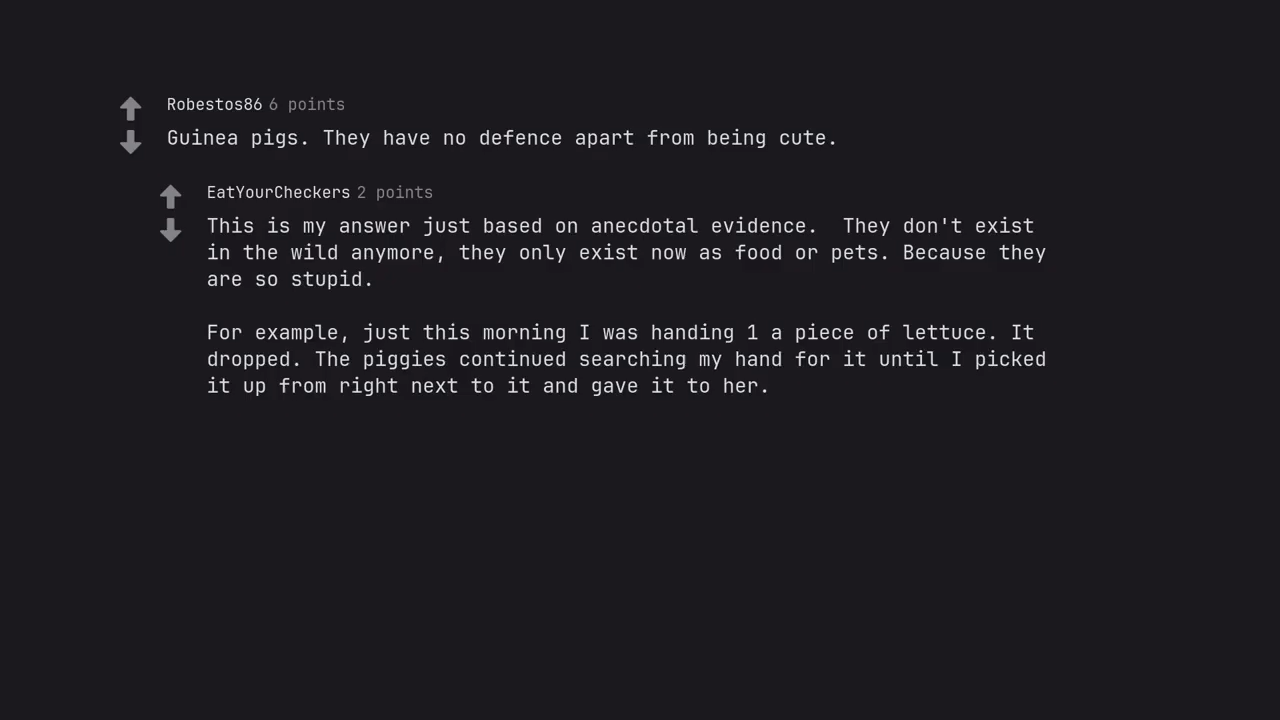 Robestos86 6 points
Guinea pigs. They have no defence apart from being cute.
EatYourCheckers 2 points
This is my answer just based on anecdotal evidence.  They don't exist
in the wild anymore, they only exist now as food or pets. Because they
are so stupid.
For example, just this morning I was handing 1 a piece of lettuce. It
dropped. The piggies continued searching my hand for it until I picked
it up from right next to it and gave it to her.